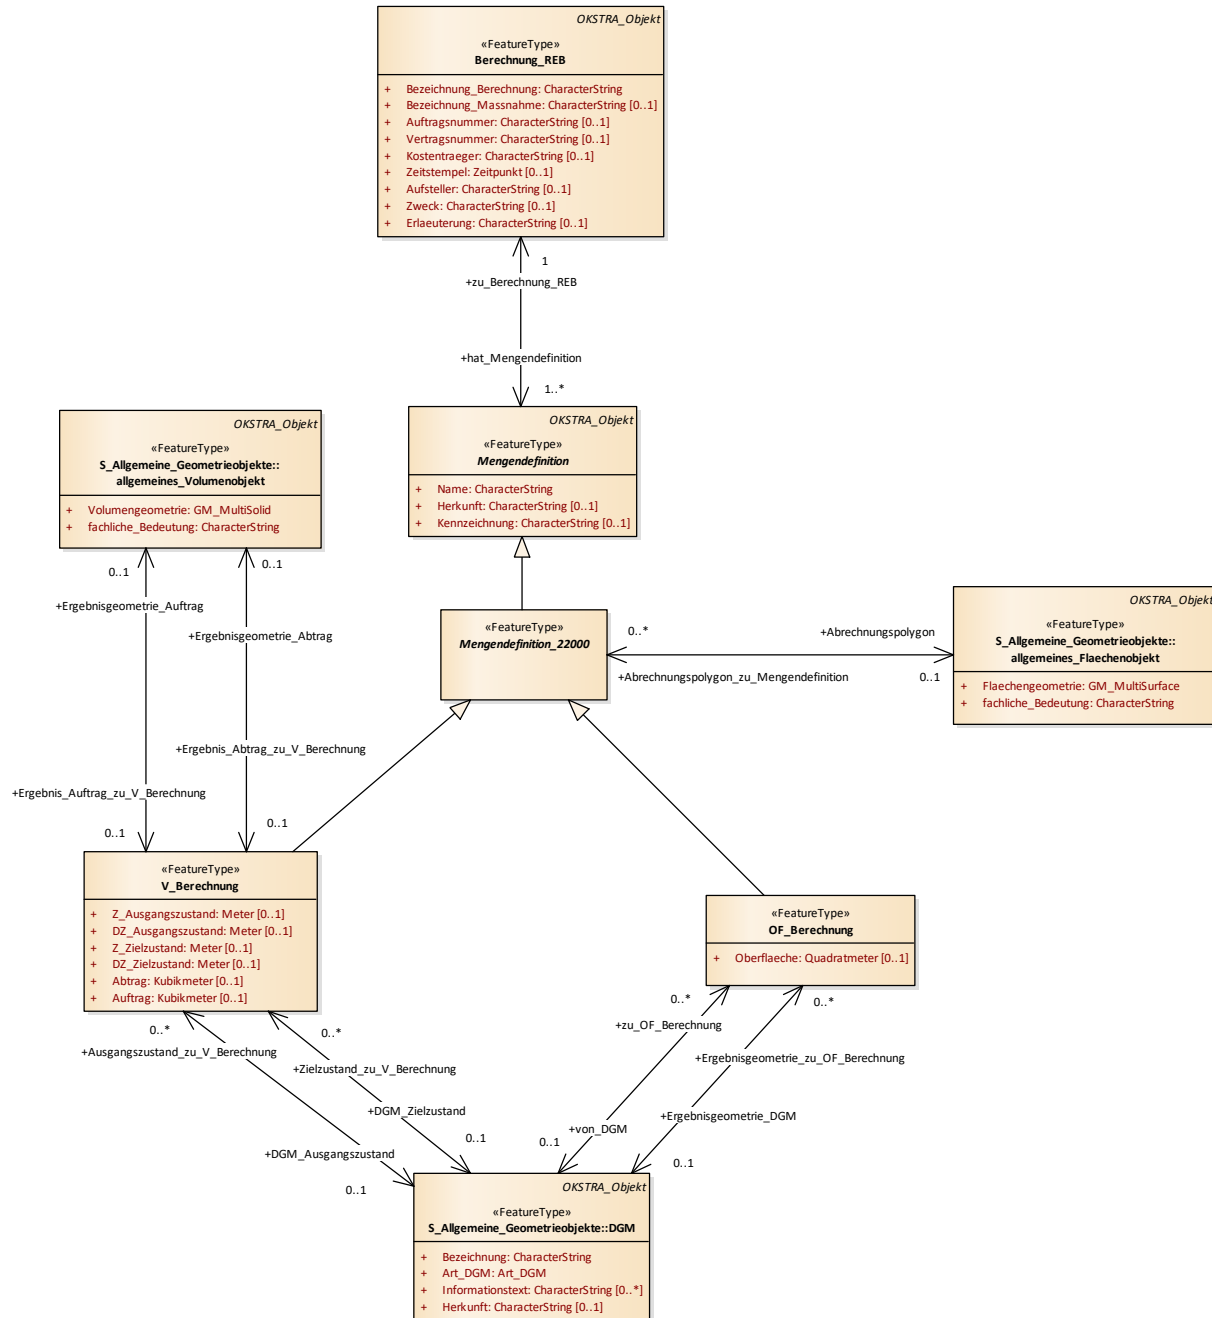 OKSTRA_Objekt
«FeatureType»
Berechnung_REB
+ Bezeichnung_Berechnung: CharacterString
+ Bezeichnung_Massnahme: CharacterString [0..1]
+ Auftragsnummer: CharacterString [0..1]
+ Vertragsnummer: CharacterString [0..1]
+ Kostentraeger: CharacterString [0..1]
+ Zeitstempel: Zeitpunkt [0..1]
+ Aufsteller: CharacterString [0..1]
+ Zweck: CharacterString [0..1]
+ Erlaeuterung: CharacterString [0..1]
1
+zu_Berechnung_REB
+hat_Mengendefinition
1..*
OKSTRA_Objekt
«FeatureType»
S_Allgemeine_Geometrieobjekte::
allgemeines_Volumenobjekt
+ Volumengeometrie: GM_MultiSolid
+ fachliche_Bedeutung: CharacterString
OKSTRA_Objekt
«FeatureType»
Mengendefinition
+ Name: CharacterString
+ Herkunft: CharacterString [0..1]
+ Kennzeichnung: CharacterString [0..1]
0..1
0..1
+Ergebnisgeometrie_Auftrag
+Ergebnisgeometrie_Abtrag
«FeatureType»
Mengendefinition_22000
0..*
+Abrechnungspolygon
+Abrechnungspolygon_zu_Mengendefinition
0..1
OKSTRA_Objekt
«FeatureType»
S_Allgemeine_Geometrieobjekte::
allgemeines_Flaechenobjekt
+ Flaechengeometrie: GM_MultiSurface
+ fachliche_Bedeutung: CharacterString
+Ergebnis_Abtrag_zu_V_Berechnung
+Ergebnis_Auftrag_zu_V_Berechnung
0..1
0..1
«FeatureType»
V_Berechnung
+ Z_Ausgangszustand: Meter [0..1]
+ DZ_Ausgangszustand: Meter [0..1]
+ Z_Zielzustand: Meter [0..1]
+ DZ_Zielzustand: Meter [0..1]
+ Abtrag: Kubikmeter [0..1]
+ Auftrag: Kubikmeter [0..1]
«FeatureType»
OF_Berechnung
+ Oberflaeche: Quadratmeter [0..1]
0..*
0..*
0..*
0..*
+Ausgangszustand_zu_V_Berechnung
+Zielzustand_zu_V_Berechnung
+zu_OF_Berechnung
+Ergebnisgeometrie_zu_OF_Berechnung
+DGM_Zielzustand
+Ergebnisgeometrie_DGM
+von_DGM
+DGM_Ausgangszustand
0..1
0..1
0..1
0..1
OKSTRA_Objekt
«FeatureType»
S_Allgemeine_Geometrieobjekte::DGM
+ Bezeichnung: CharacterString
+ Art_DGM: Art_DGM
+ Informationstext: CharacterString [0..*]
+ Herkunft: CharacterString [0..1]